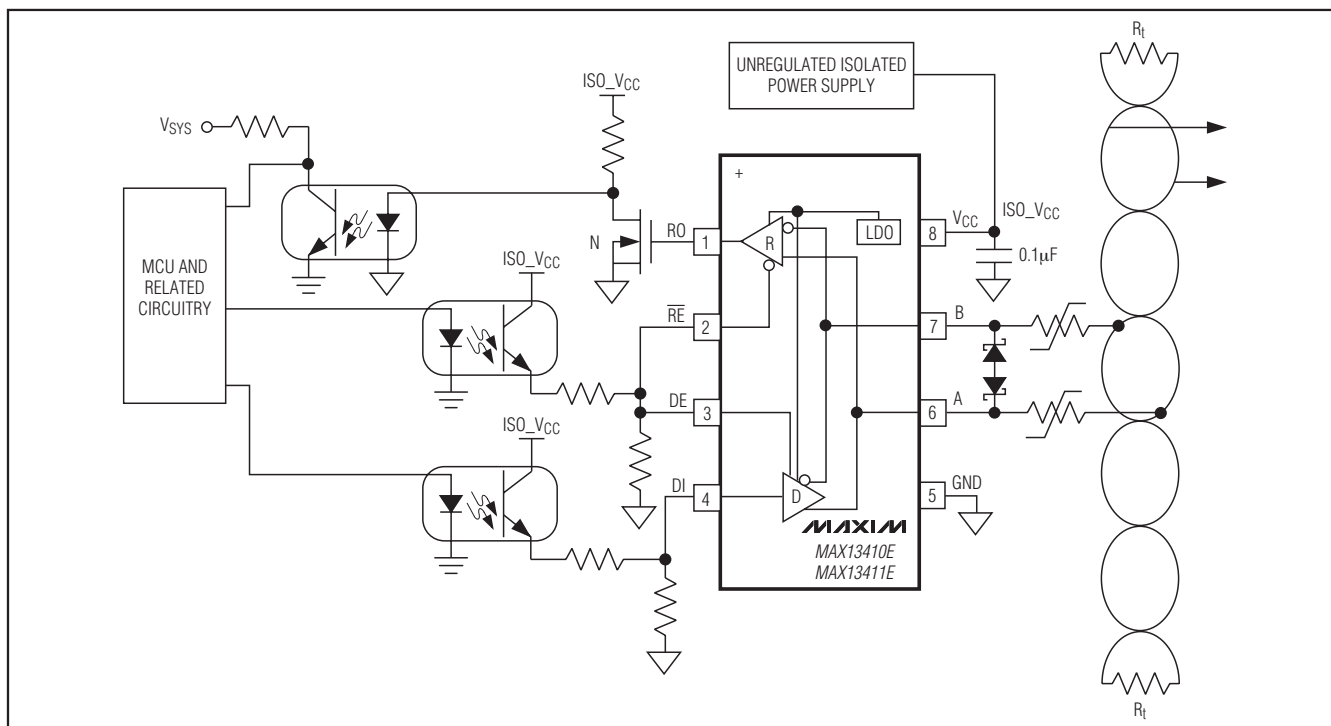 Rt
UNREGULATED ISOLATED
POWER SUPPLY
ISO_VCC
VSYS
+
ISO_VCC
VCC
8
LDO
RO
1
R
N
0.1µF
MCU AND
RELATED
CIRCUITRY
ISO_VCC
RE
2
B
7
DE
3
A
6
ISO_VCC
DI
4
D
GND
5
MAXIM
MAX13410E
MAX13411E
Rt